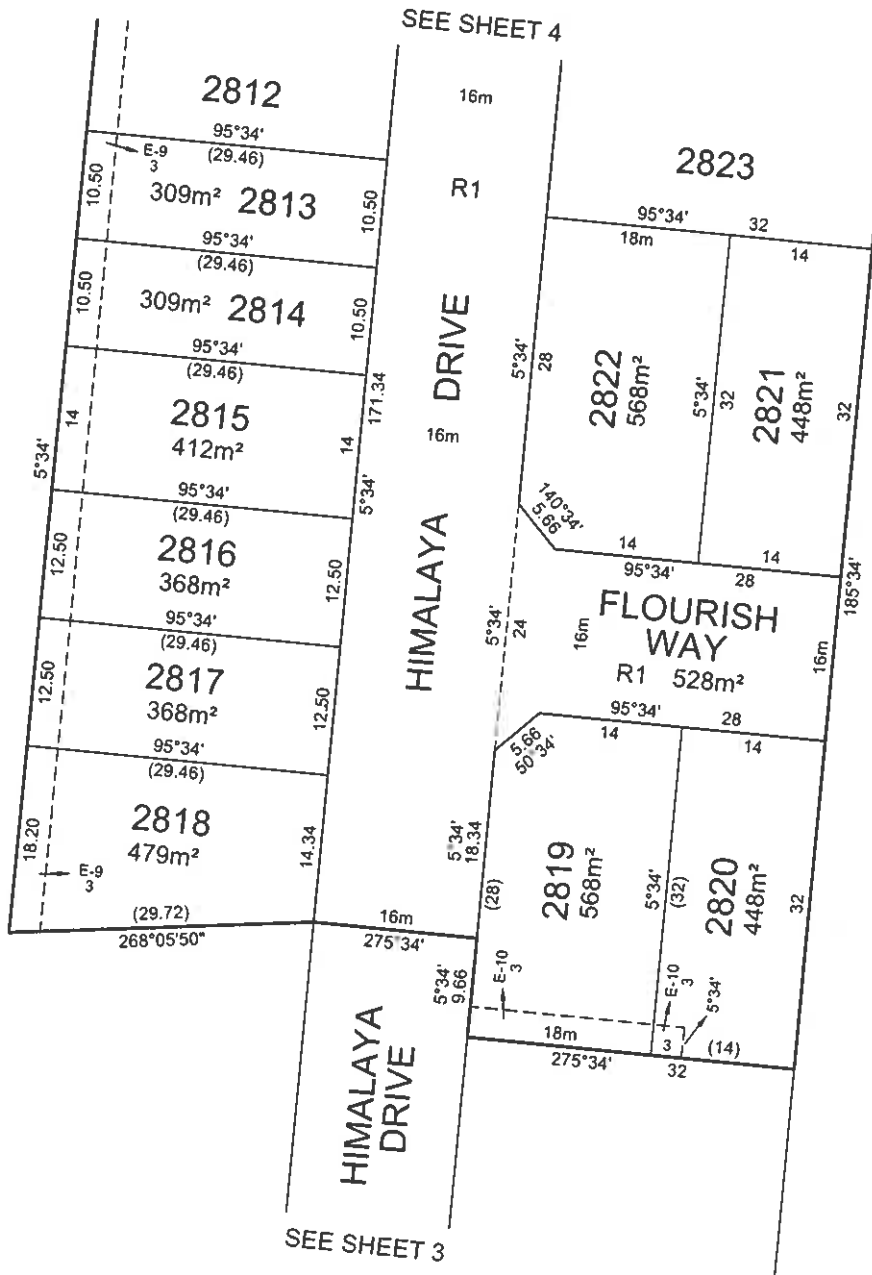 SEE SHEET 4
2812
95°34'
(29.46)
E-9
3
10.50
309m² 2813
10.50
95°34'
(29.46)
10.50
309m² 2814
10.50
95°34'
(29.46)
171.34
2815
412m²
14
14
5°34'
5°34'
95°34'
(29.46)
2816
368m²
12.50
12.50
95°34'
(29.46)
2817
368m²
12.50
12.50
95°34'
(29.46)
2818
479m²
18.20
14.34
E-9
3
(29.72)
268°05'50"
16m
R1
HIMALAYA DRIVE
16m
16m
275°34'
HIMALAYA
DRIVE
SEE SHEET 3
2823
95°34'
32
18m
14
5°34'
28
2822
568m²
5°34'
32
2821
448m²
32
140°34'
5.66
14
14
95°34'
28
185°34'
5°34'
24
16m
FLOURISH
WAY
R1 528m²
16m
95°34'
28
14
14
5.66
50°34'
5°34'
18.34
(28)
2819
568m²
5°34'
(32)
2820
448m²
32
5°34'
9.66
E-10
3
E-10
3
5°34'
18m
3
(14)
275°34'
32